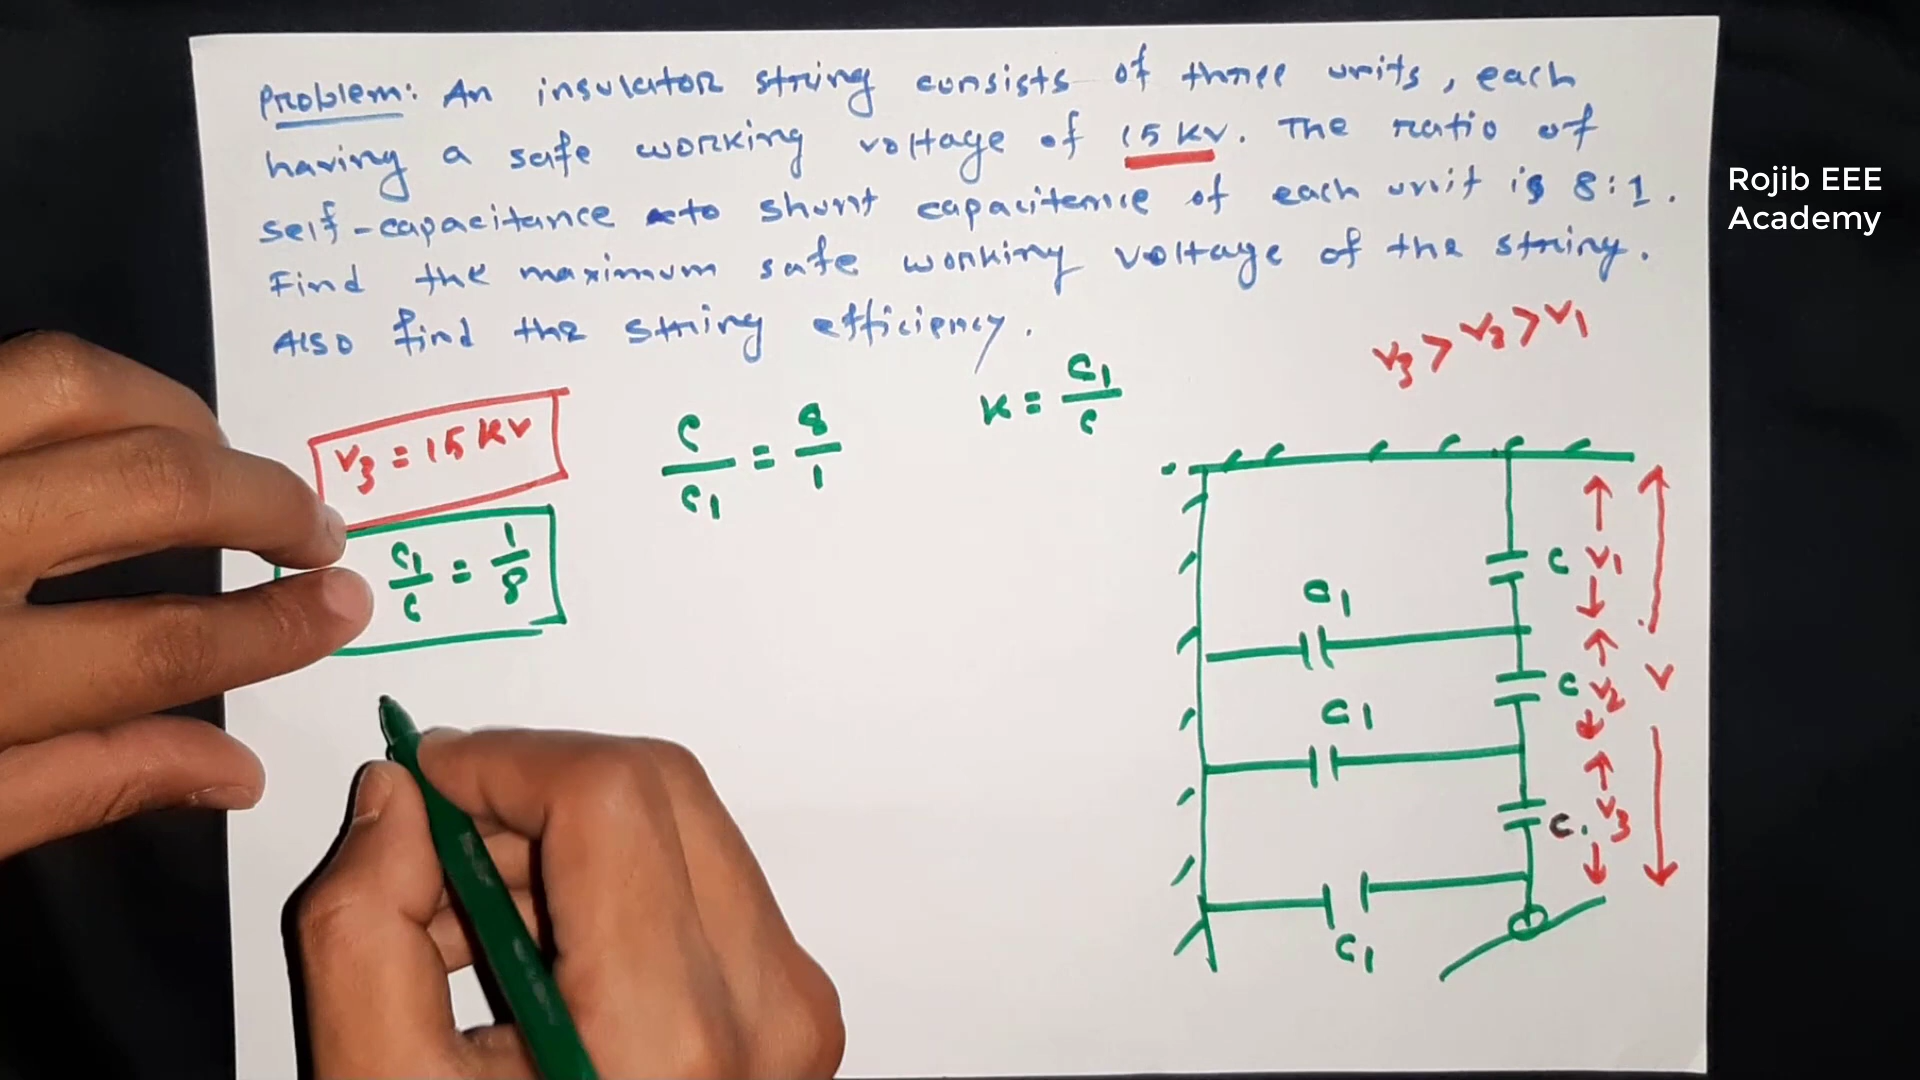 Problem: An insulator string consists of three units, each
having a safe working voltage of 15 kV. The ratio of
self-capacitance to shunt capacitance of each unit is 8:1.
Find the maximum safe working voltage of the string.
Also find the string efficiency.
Rojib EEE
Academy
V3 > V2 > V1
K = C1/C
V3 = 15 kV
C/C1 = 8/1
C1/C = 1/8
C V1
C1
C V2 V
C1
C. V3
C1